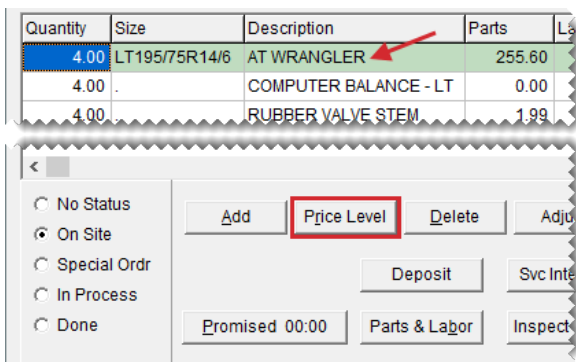 Quantity Size Description Parts
4.00 LT195/75R14/6 AT WRANGLER 255.60
4.00 . COMPUTER BALANCE - LT 0.00
4.00 . RUBBER VALVE STEM 1.99
<
No Status
On Site
Special Ordr
In Process
Done
Add Price Level Delete Adju
Deposit Svc Inte
Promised 00:00 Parts & Labor Inspect